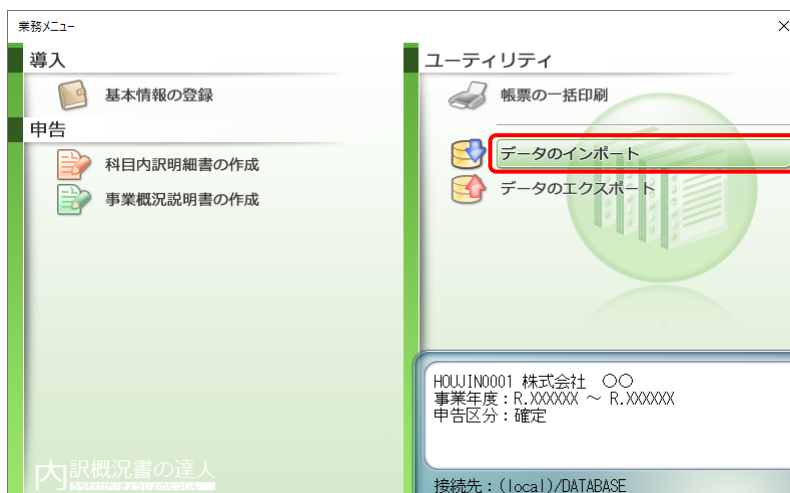 業務メニュー
導入
基本情報の登録
申告
科目内訳明細書の作成
事業概況説明書の作成
ユーティリティ
帳票の一括印刷
データのインポート
データのエクスポート
HOUJIN0001 株式会社 〇〇
事業年度：R.XXXXXX ～ R.XXXXXX
申告区分：確定
接続先：(local)/DATABASE
内訳概況書の達人